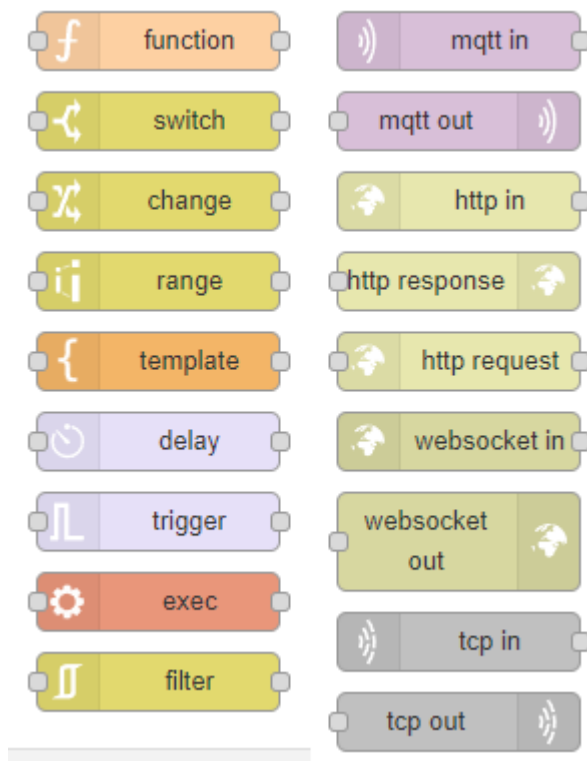 function
switch
change
range
template
delay
trigger
exec
filter
mqtt in
mqtt out
http in
http response
http request
websocket in
websocket
out
tcp in
tcp out